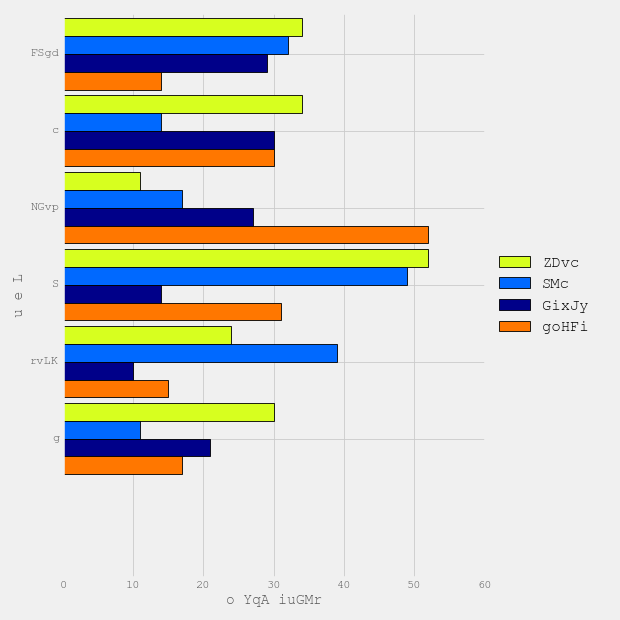 FSgd
c
NGvp
s
rvLK
g
u e L
0 10 20 30 40 50 60
o YqA iuGMr
ZDvc
SMc
GixJy
goHFi